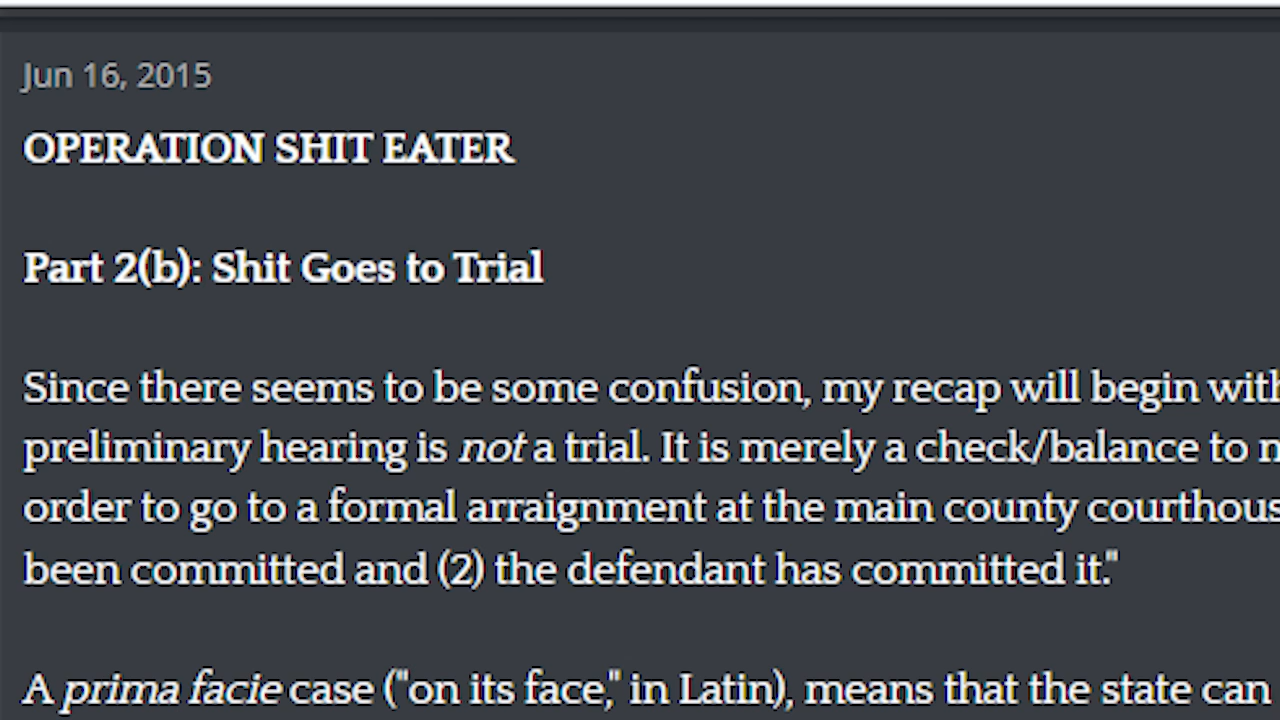 Jun 16, 2015
OPERATION SHIT EATER
Part 2(b): Shit Goes to Trial
Since there seems to be some confusion, my recap will begin with
preliminary hearing is not a trial. It is merely a check/balance to
order to go to a formal arraignment at the main county courthouse
been committed and (2) the defendant has committed it."
A prima facie case ("on its face," in Latin), means that the state can